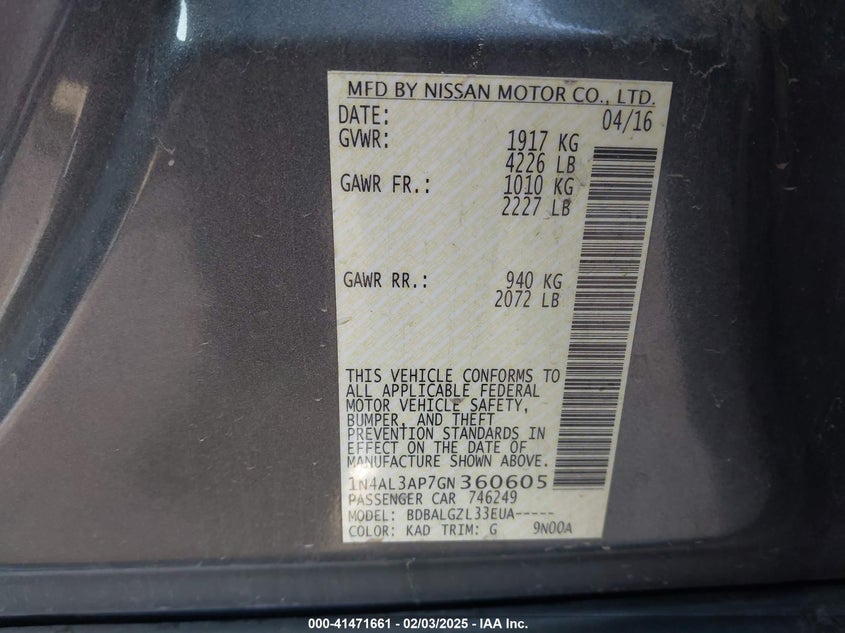 MFD BY NISSAN MOTOR CO., LTD.
DATE: 04/16
GVWR: 1917 KG
4226 LB
GAWR FR.: 1010 KG
2227 LB
GAWR RR.: 940 KG
2072 LB
THIS VEHICLE CONFORMS TO
ALL APPLICABLE FEDERAL
MOTOR VEHICLE SAFETY,
BUMPER, AND THEFT
PREVENTION STANDARDS IN
EFFECT ON THE DATE OF
MANUFACTURE SHOWN ABOVE.
1N4AL3AP7GN360605
PASSENGER CAR 746249
MODEL: BDBALGZL33EUA-----
COLOR: KAD TRIM: G 9N00A
000-41471661 - 02/03/2025 - IAA Inc.